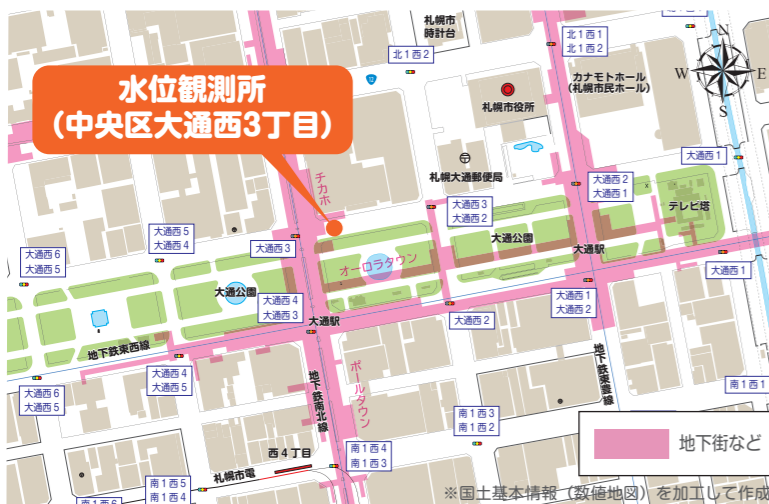 札幌市
時計台
北1西1
北1西2
北1西2
N
W
E
S
カナモトホール
(札幌市民ホール)
水位観測所
(中央区大通西3丁目)
札幌市役所
チカホ
札幌大通郵便局
大通西1
大通西2
大通西1
テレビ塔
大通西3
大通西2
大通公園
大通西5
大通西4
大通西3
大通西6
大通西5
オーロラタウン
大通駅
大通西1
大通公園
大通西4
大通西3
大通駅
大通西2
大通西1
大通西2
地下鉄東西線
大通西4
大通西5
大通西6
大通西5
地下鉄南北線
ポールタウン
地下鉄東豊線
南1西1
南1西3
南1西2
地下街など
西4丁目
南1西4
南1西3
札幌市電
南1西5
南1西4
南1西6
※国土基本情報(数値地図)を加工して作成